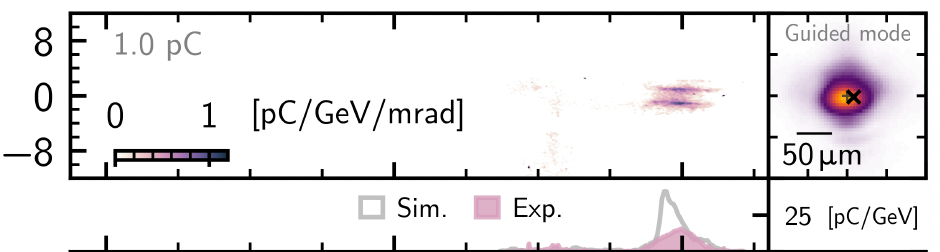 8
1.0 pC
Guided mode
0
0 1 [pC/GeV/mrad]
−8
50 µm
Sim. Exp.
25 [pC/GeV]